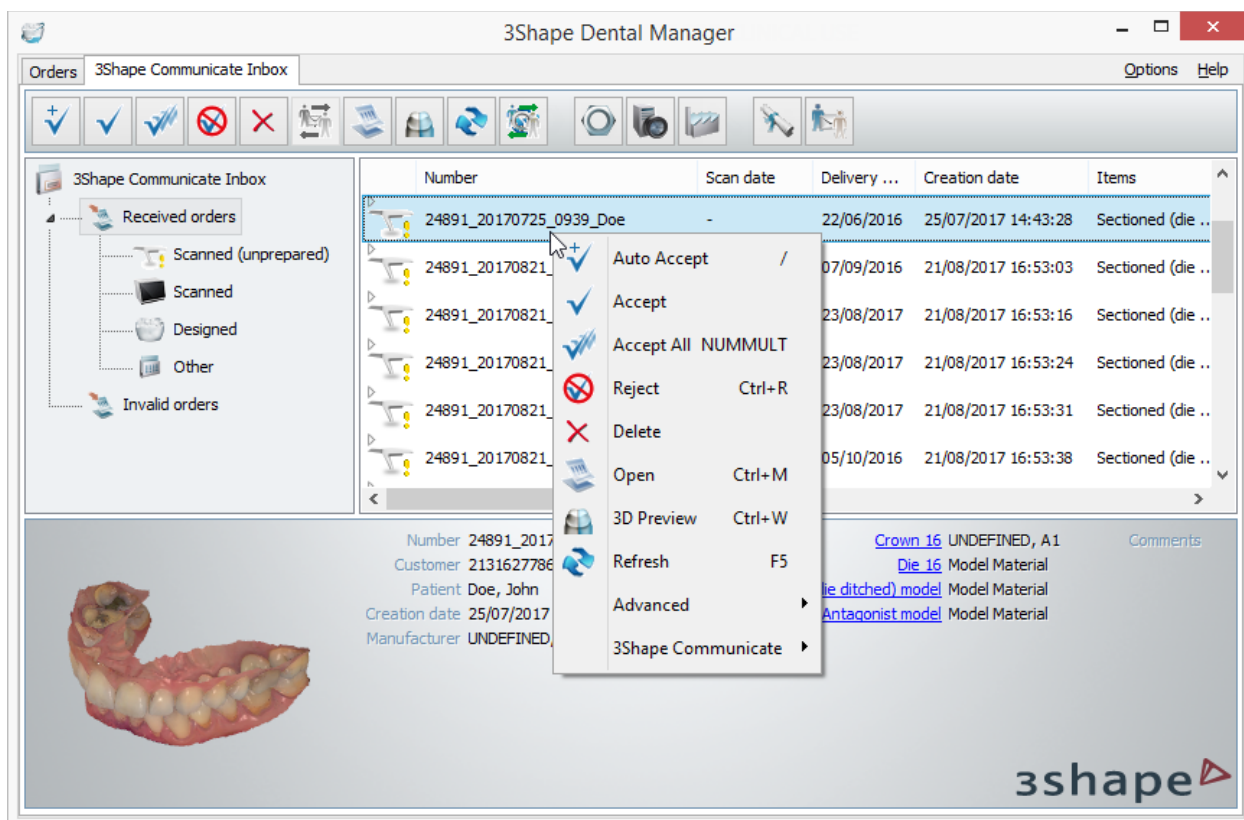 3Shape Dental Manager
Orders 3Shape Communicate Inbox Options Help
3Shape Communicate Inbox
Received orders
Scanned (unprepared)
Scanned
Designed
Other
Invalid orders
Number Scan date Delivery ... Creation date Items
24891_20170725_0939_Doe - 22/06/2016 25/07/2017 14:43:28 Sectioned (die ..
24891_20170821_ 07/09/2016 21/08/2017 16:53:03 Sectioned (die ..
24891_20170821_ 23/08/2017 21/08/2017 16:53:16 Sectioned (die ..
24891_20170821_ 23/08/2017 21/08/2017 16:53:24 Sectioned (die ..
24891_20170821_ 23/08/2017 21/08/2017 16:53:31 Sectioned (die ..
24891_20170821_ 05/10/2016 21/08/2017 16:53:38 Sectioned (die ..
Auto Accept /
Accept
Accept All NUMMULT
Reject Ctrl+R
Delete
Open Ctrl+M
3D Preview Ctrl+W
Refresh F5
Advanced
3Shape Communicate
Number 24891_2017
Customer 2131627786
Patient Doe, John
Creation date 25/07/2017
Manufacturer UNDEFINED,
Crown 16 UNDEFINED, A1
Die 16 Model Material
die ditched) model Model Material
Antagonist model Model Material
Comments
3shape